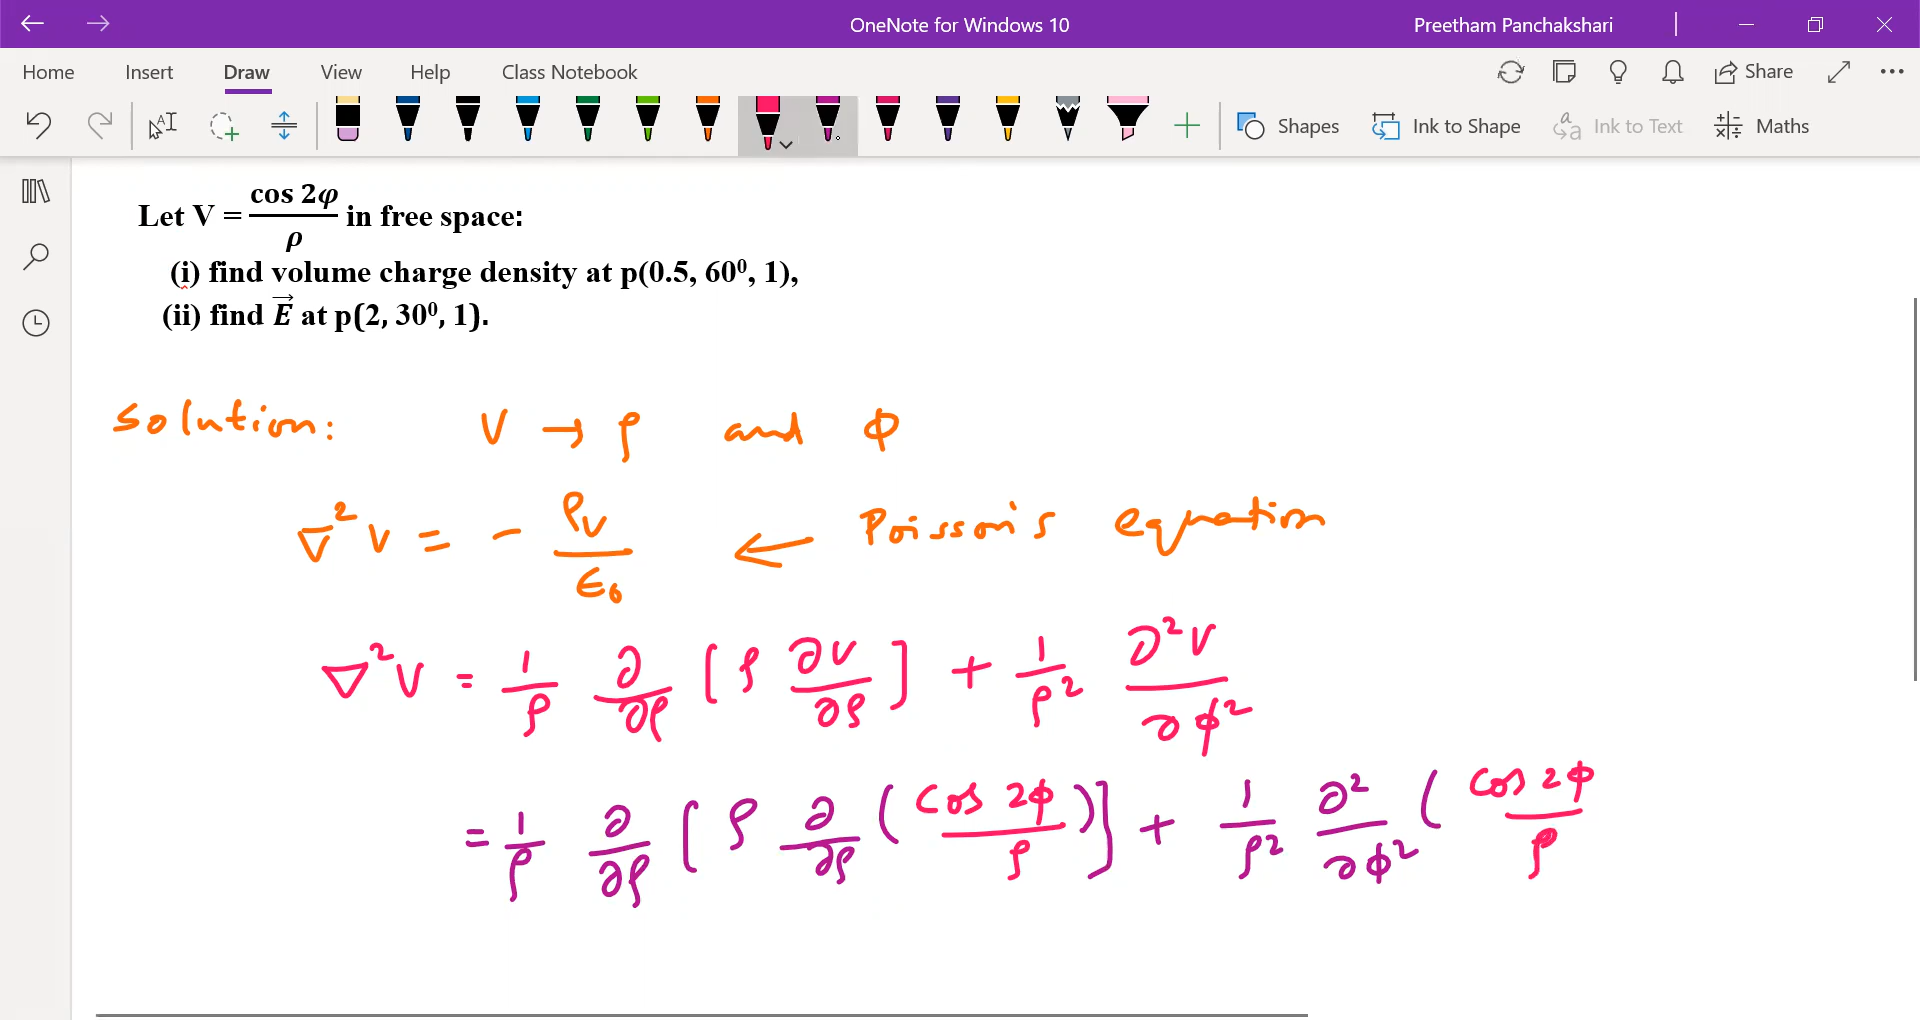 OneNote for Windows 10
Preetham Panchakshari
Home Insert Draw View Help Class Notebook Share
Shapes Ink to Shape Ink to Text Maths
Let V = cos 2φ / ρ in free space:
(i) find volume charge density at p(0.5, 60⁰, 1),
(ii) find E⃗ at p(2, 30⁰, 1).
Solution: V → ρ and ϕ
∇²V = - ρv / ϵ₀ ← Poisson's equation
∇²V = 1/ρ ∂/∂ρ [ρ ∂V/∂ρ] + 1/ρ² ∂²V/∂ϕ²
= 1/ρ ∂/∂ρ [ρ ∂/∂ρ (cos 2ϕ / ρ)] + 1/ρ² ∂²/∂ϕ² (cos 2ϕ / ρ